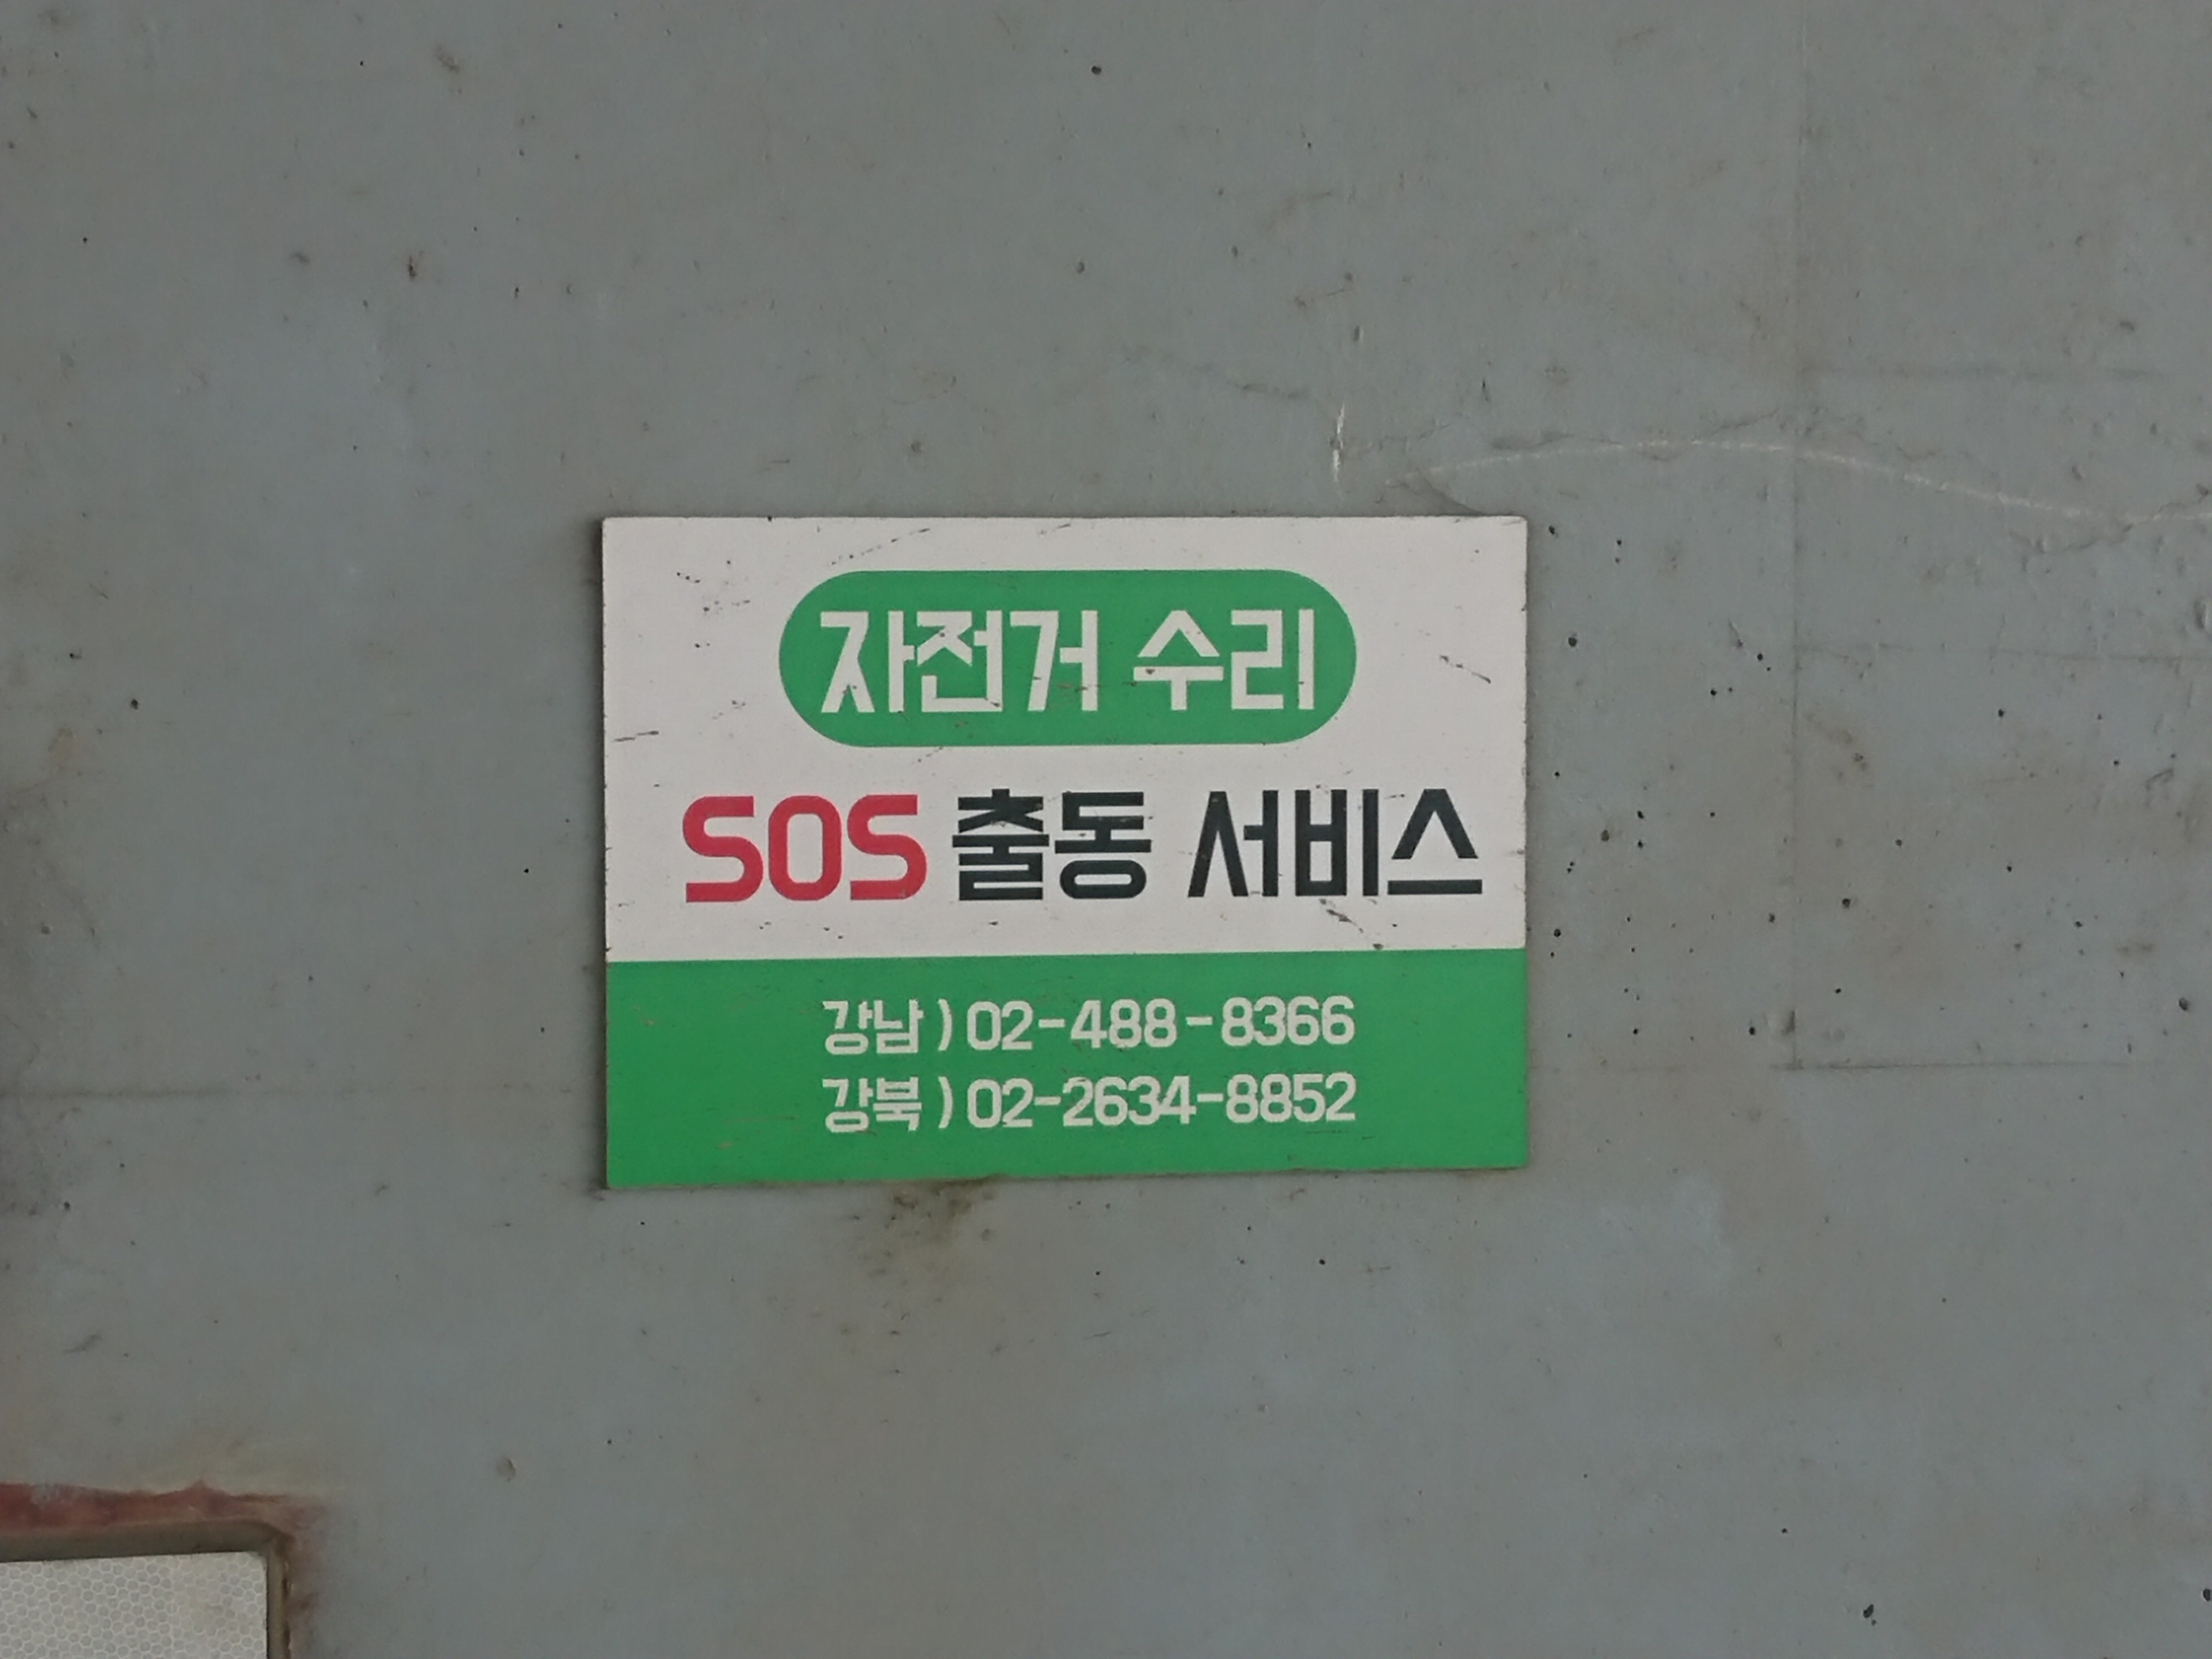 자전거 수리
SOS 출동 서비스
강남) 02-488-8366
강북) 02-2634-8852